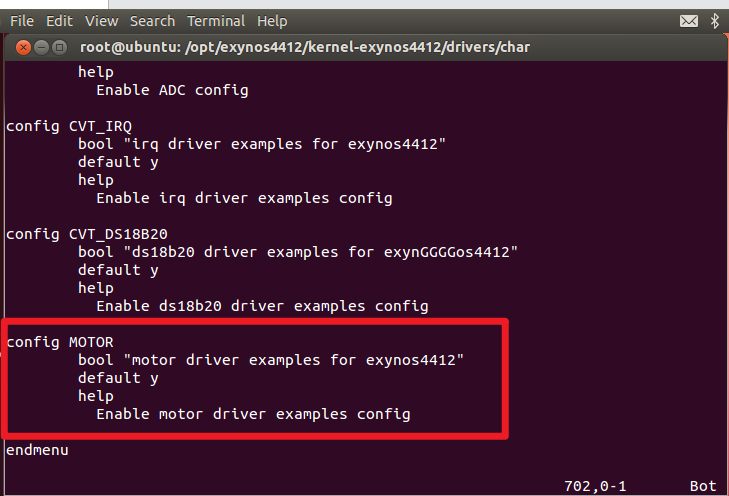 File Edit View Search Terminal Help
root@ubuntu: /opt/exynos4412/kernel-exynos4412/drivers/char
help
Enable ADC config
config CVT_IRQ
bool "irq driver examples for exynos4412"
default y
help
Enable irq driver examples config
config CVT_DS18B20
bool "ds18b20 driver examples for exynGGGGos4412"
default y
help
Enable ds18b20 driver examples config
config MOTOR
bool "motor driver examples for exynos4412"
default y
help
Enable motor driver examples config
endmenu
702,0-1 Bot